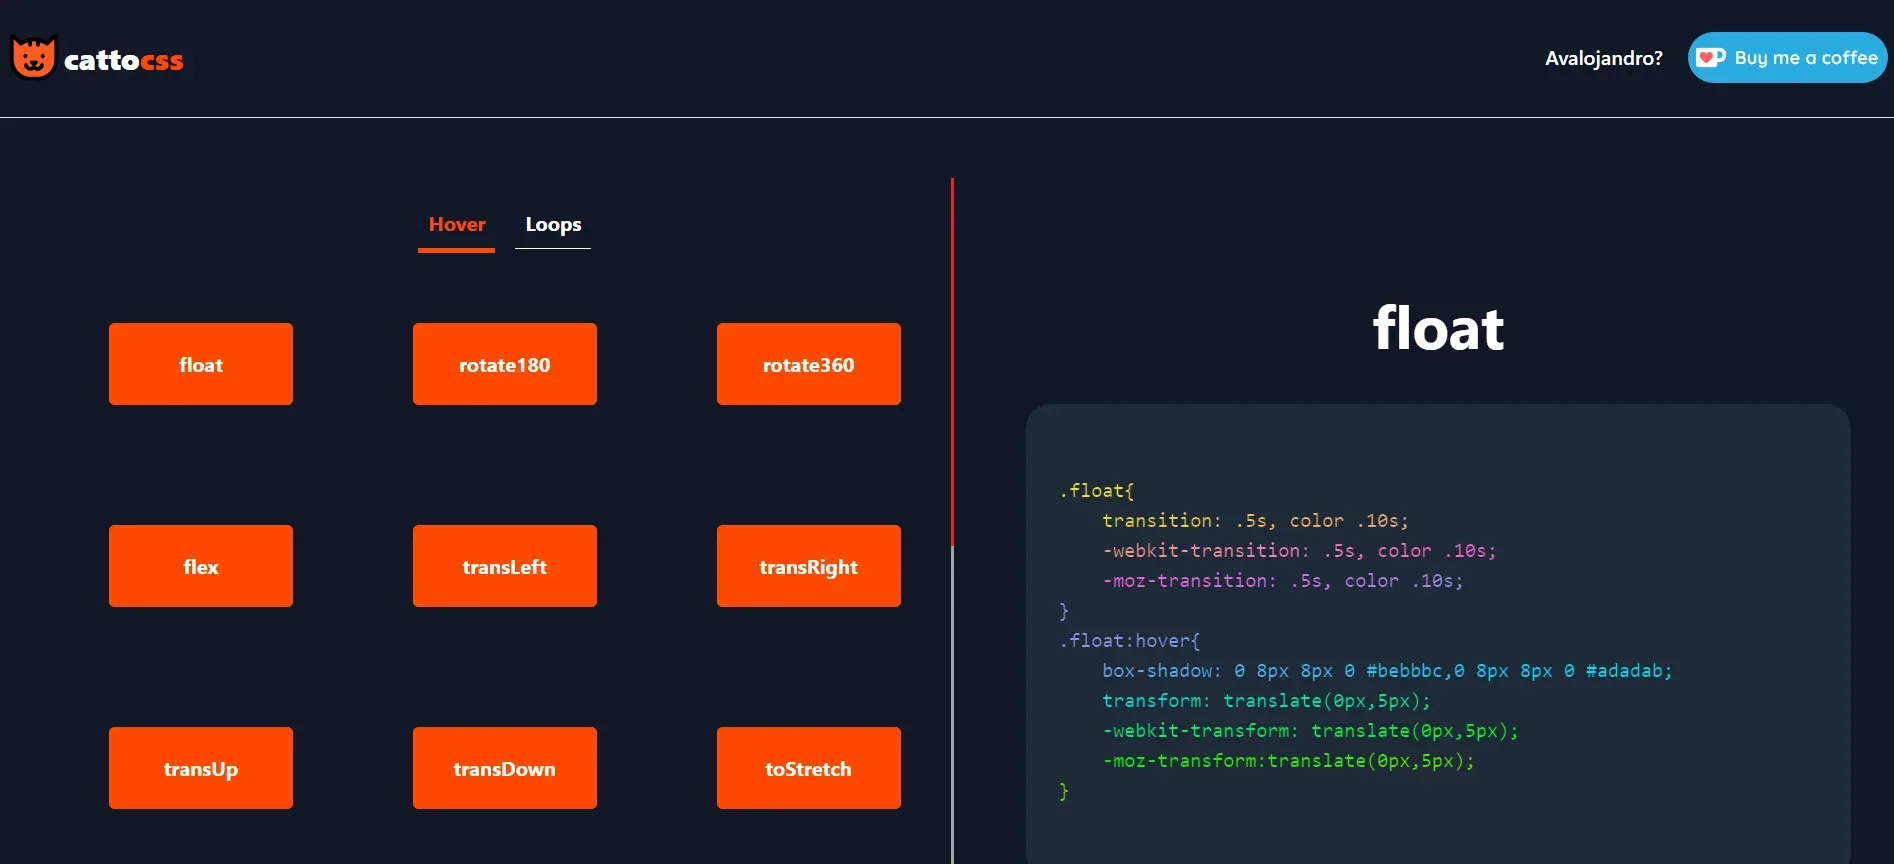 cattocss
Avalojandro?
Buy me a coffee
Hover
Loops
float
rotate180
rotate360
flex
transLeft
transRight
transUp
transDown
toStretch
float
.float{
    transition: .5s, color .10s;
    -webkit-transition: .5s, color .10s;
    -moz-transition: .5s, color .10s;
}
.float:hover{
    box-shadow: 0 8px 8px 0 #bebbbc,0 8px 8px 0 #adadab;
    transform: translate(0px,5px);
    -webkit-transform: translate(0px,5px);
    -moz-transform:translate(0px,5px);
}